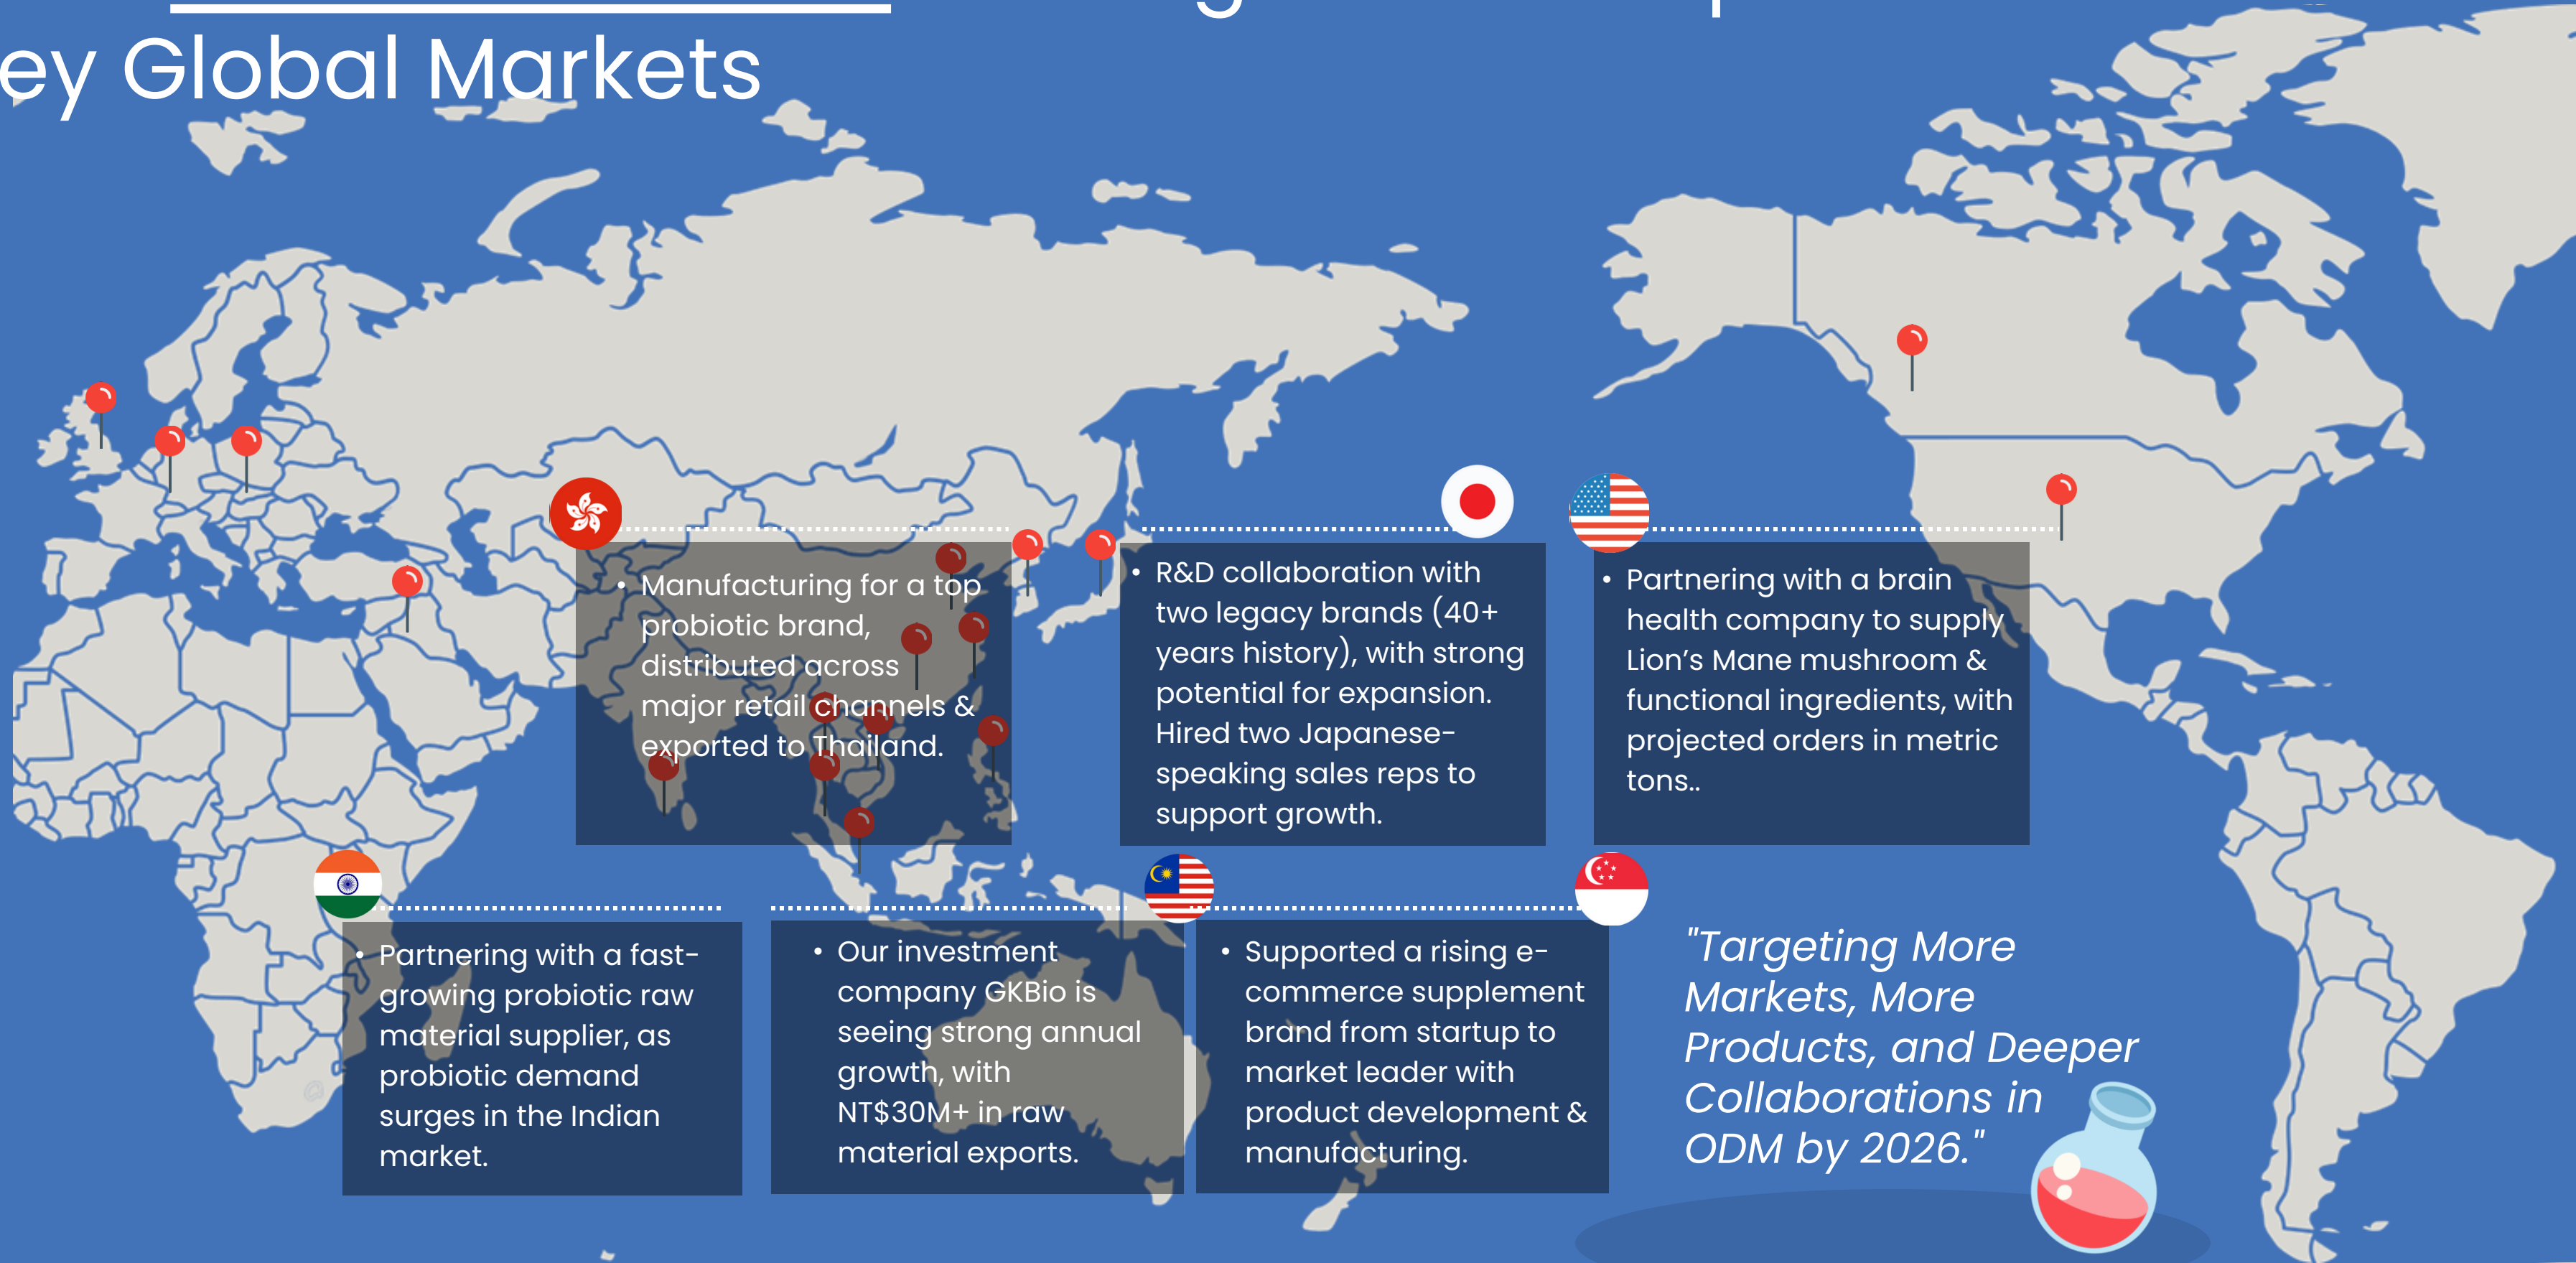 ey Global Markets
• Manufacturing for a top
probiotic brand,
distributed across
major retail channels &
exported to Thailand.
• R&D collaboration with
two legacy brands (40+
years history), with strong
potential for expansion.
Hired two Japanese-
speaking sales reps to
support growth.
• Partnering with a brain
health company to supply
Lion’s Mane mushroom &
functional ingredients, with
projected orders in metric
tons..
• Partnering with a fast-
growing probiotic raw
material supplier, as
probiotic demand
surges in the Indian
market.
• Our investment
company GKBio is
seeing strong annual
growth, with
NT$30M+ in raw
material exports.
• Supported a rising e-
commerce supplement
brand from startup to
market leader with
product development &
manufacturing.
"Targeting More
Markets, More
Products, and Deeper
Collaborations in
ODM by 2026."